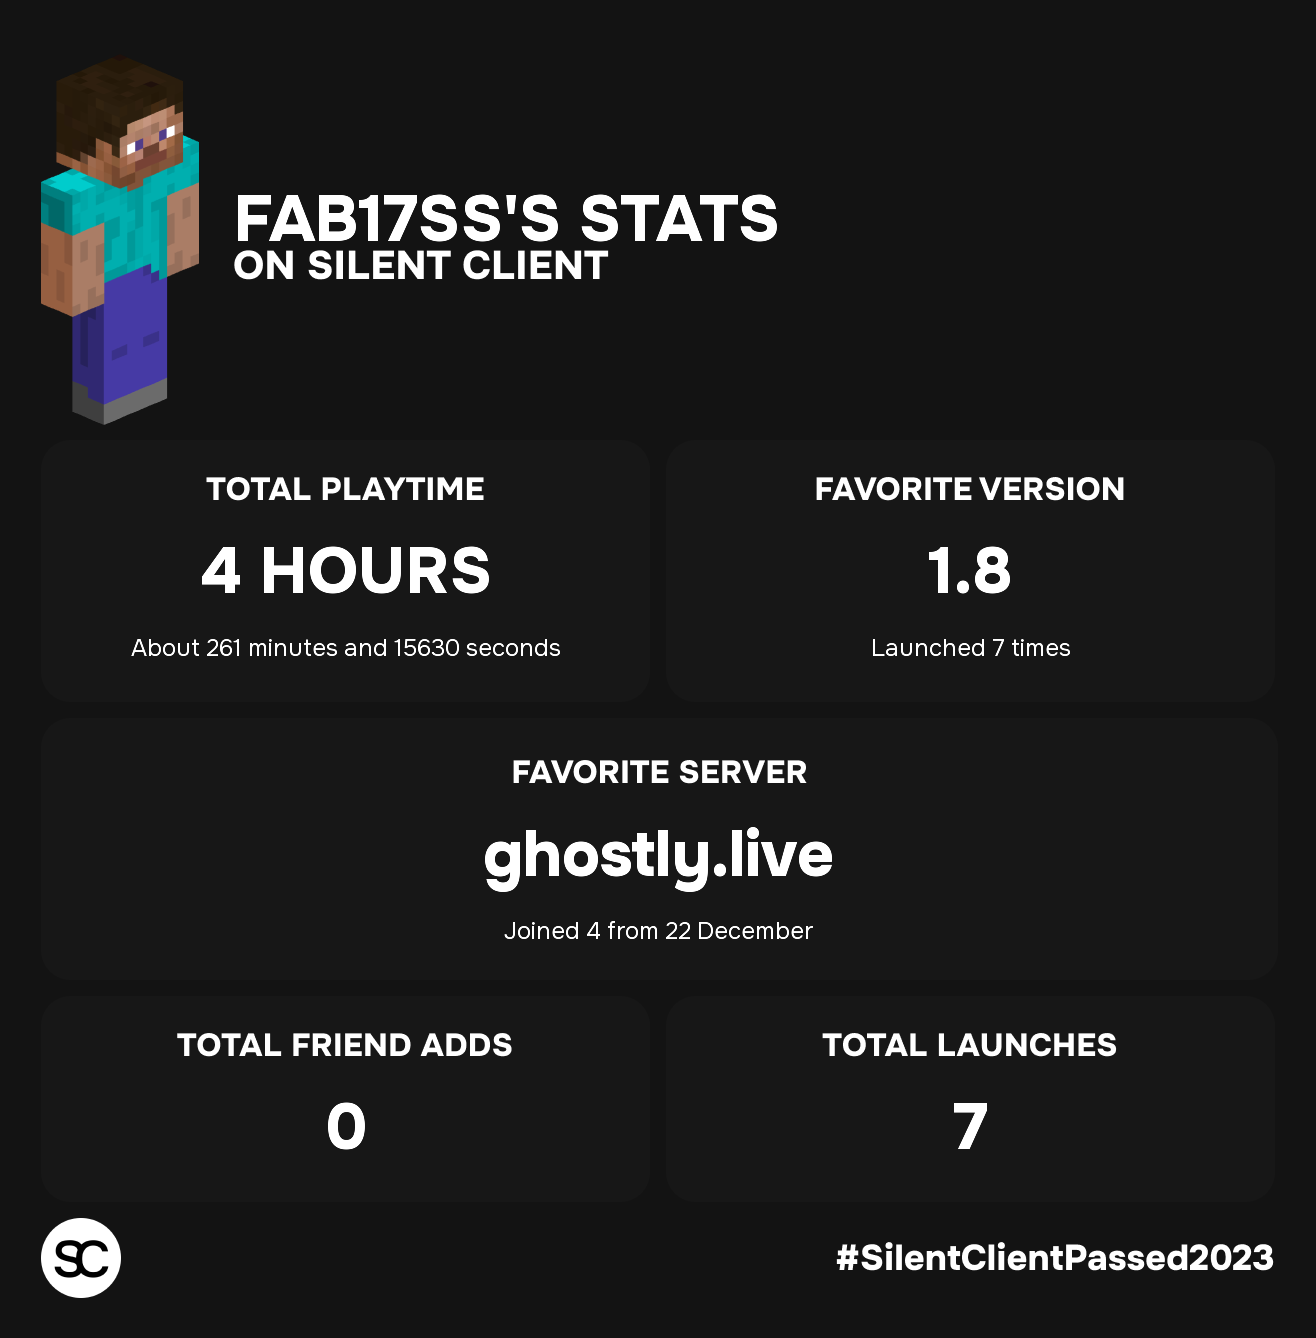 FAB17SS'S STATS
ON SILENT CLIENT
TOTAL PLAYTIME
4 HOURS
About 261 minutes and 15630 seconds
FAVORITE VERSION
1.8
Launched 7 times
FAVORITE SERVER
ghostly.live
Joined 4 from 22 December
TOTAL FRIEND ADDS
0
TOTAL LAUNCHES
7
SC
#SilentClientPassed2023